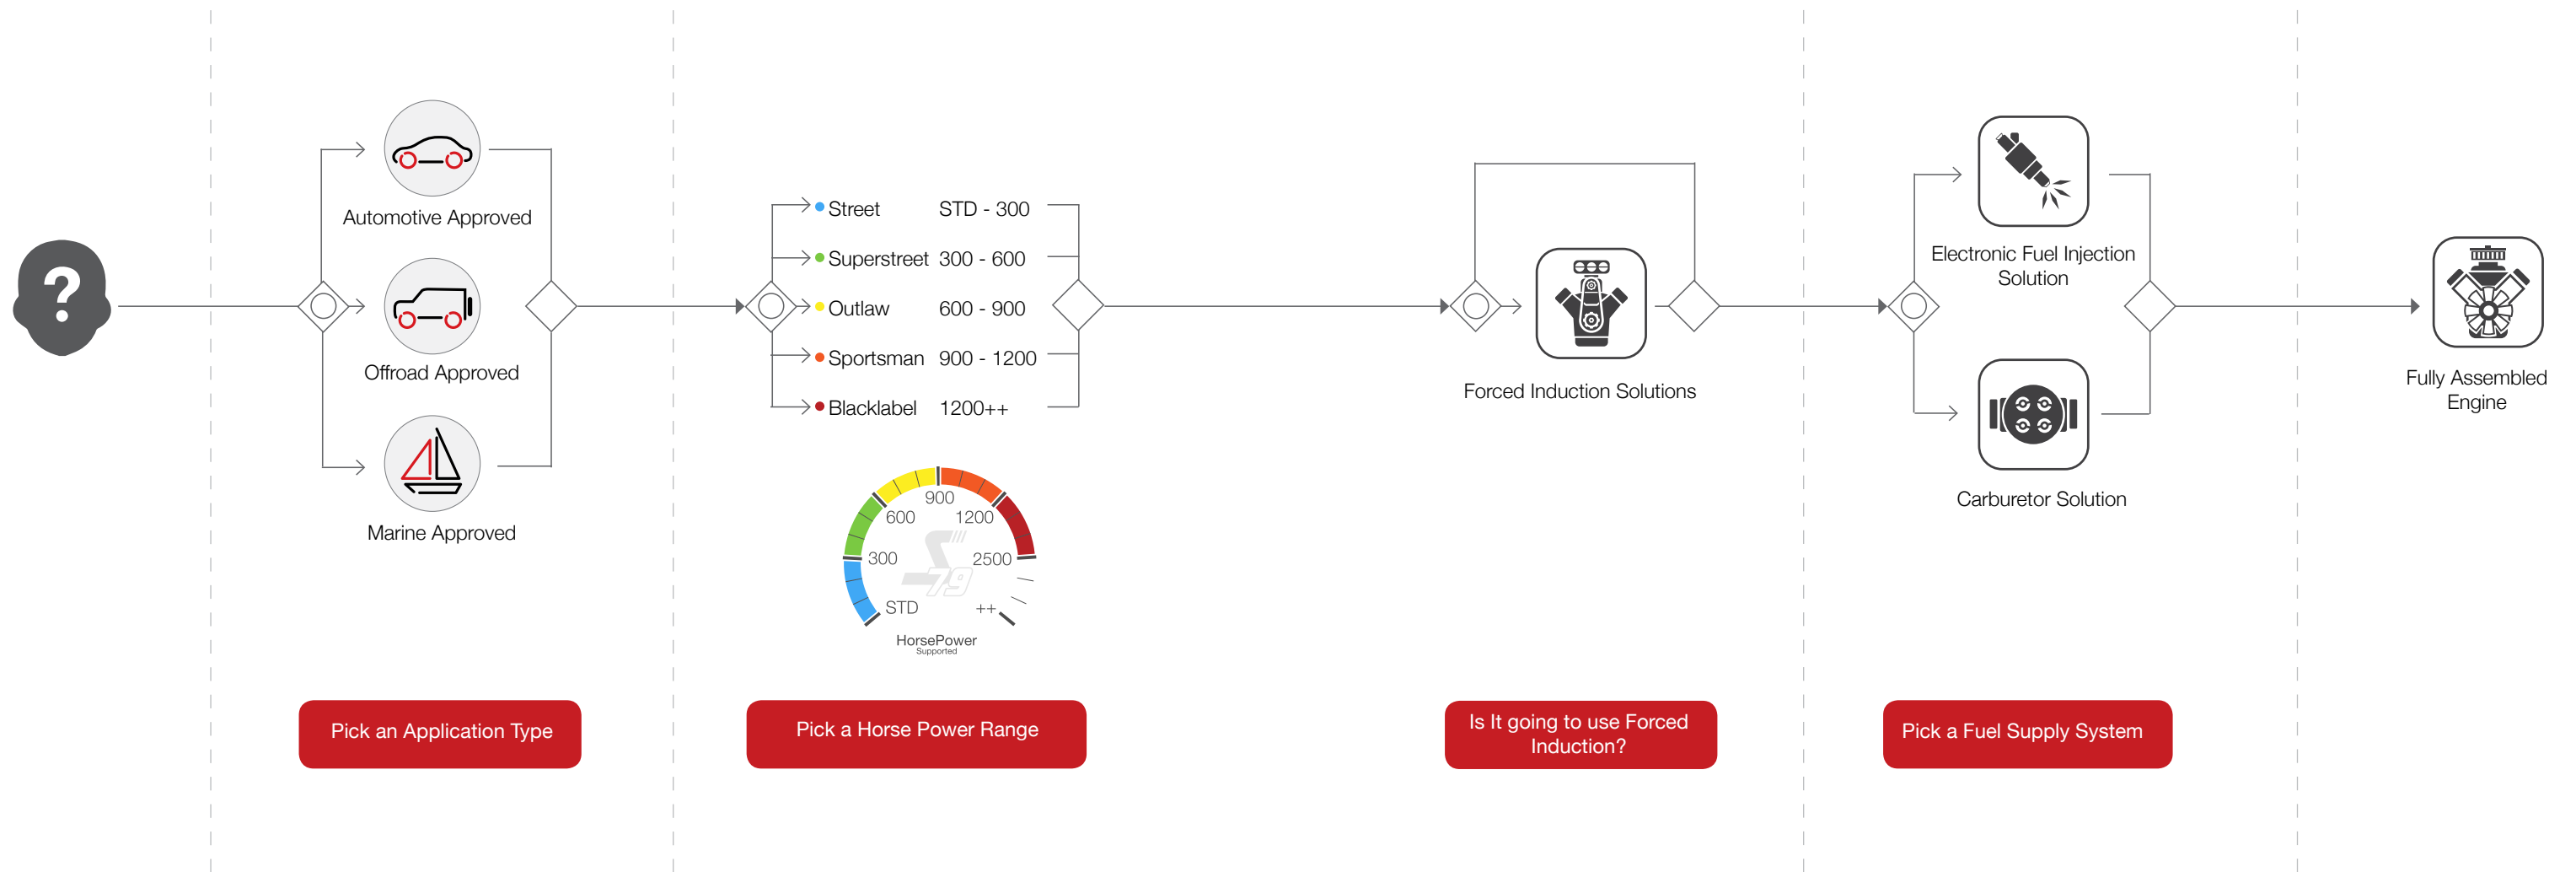 ?
Automotive Approved
Offroad Approved
Marine Approved
Pick an Application Type
Street STD - 300
Superstreet 300 - 600
Outlaw 600 - 900
Sportsman 900 - 1200
Blacklabel 1200++
900
600 1200
300 2500
79
STD ++
HorsePower
Supported
Pick a Horse Power Range
Forced Induction Solutions
Is It going to use Forced
Induction?
Electronic Fuel Injection
Solution
Carburetor Solution
Pick a Fuel Supply System
Fully Assembled
Engine